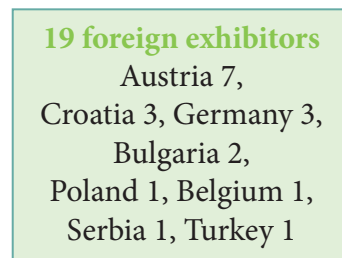 19 foreign exhibitors
Austria 7,
Croatia 3, Germany 3,
Bulgaria 2,
Poland 1, Belgium 1,
Serbia 1, Turkey 1